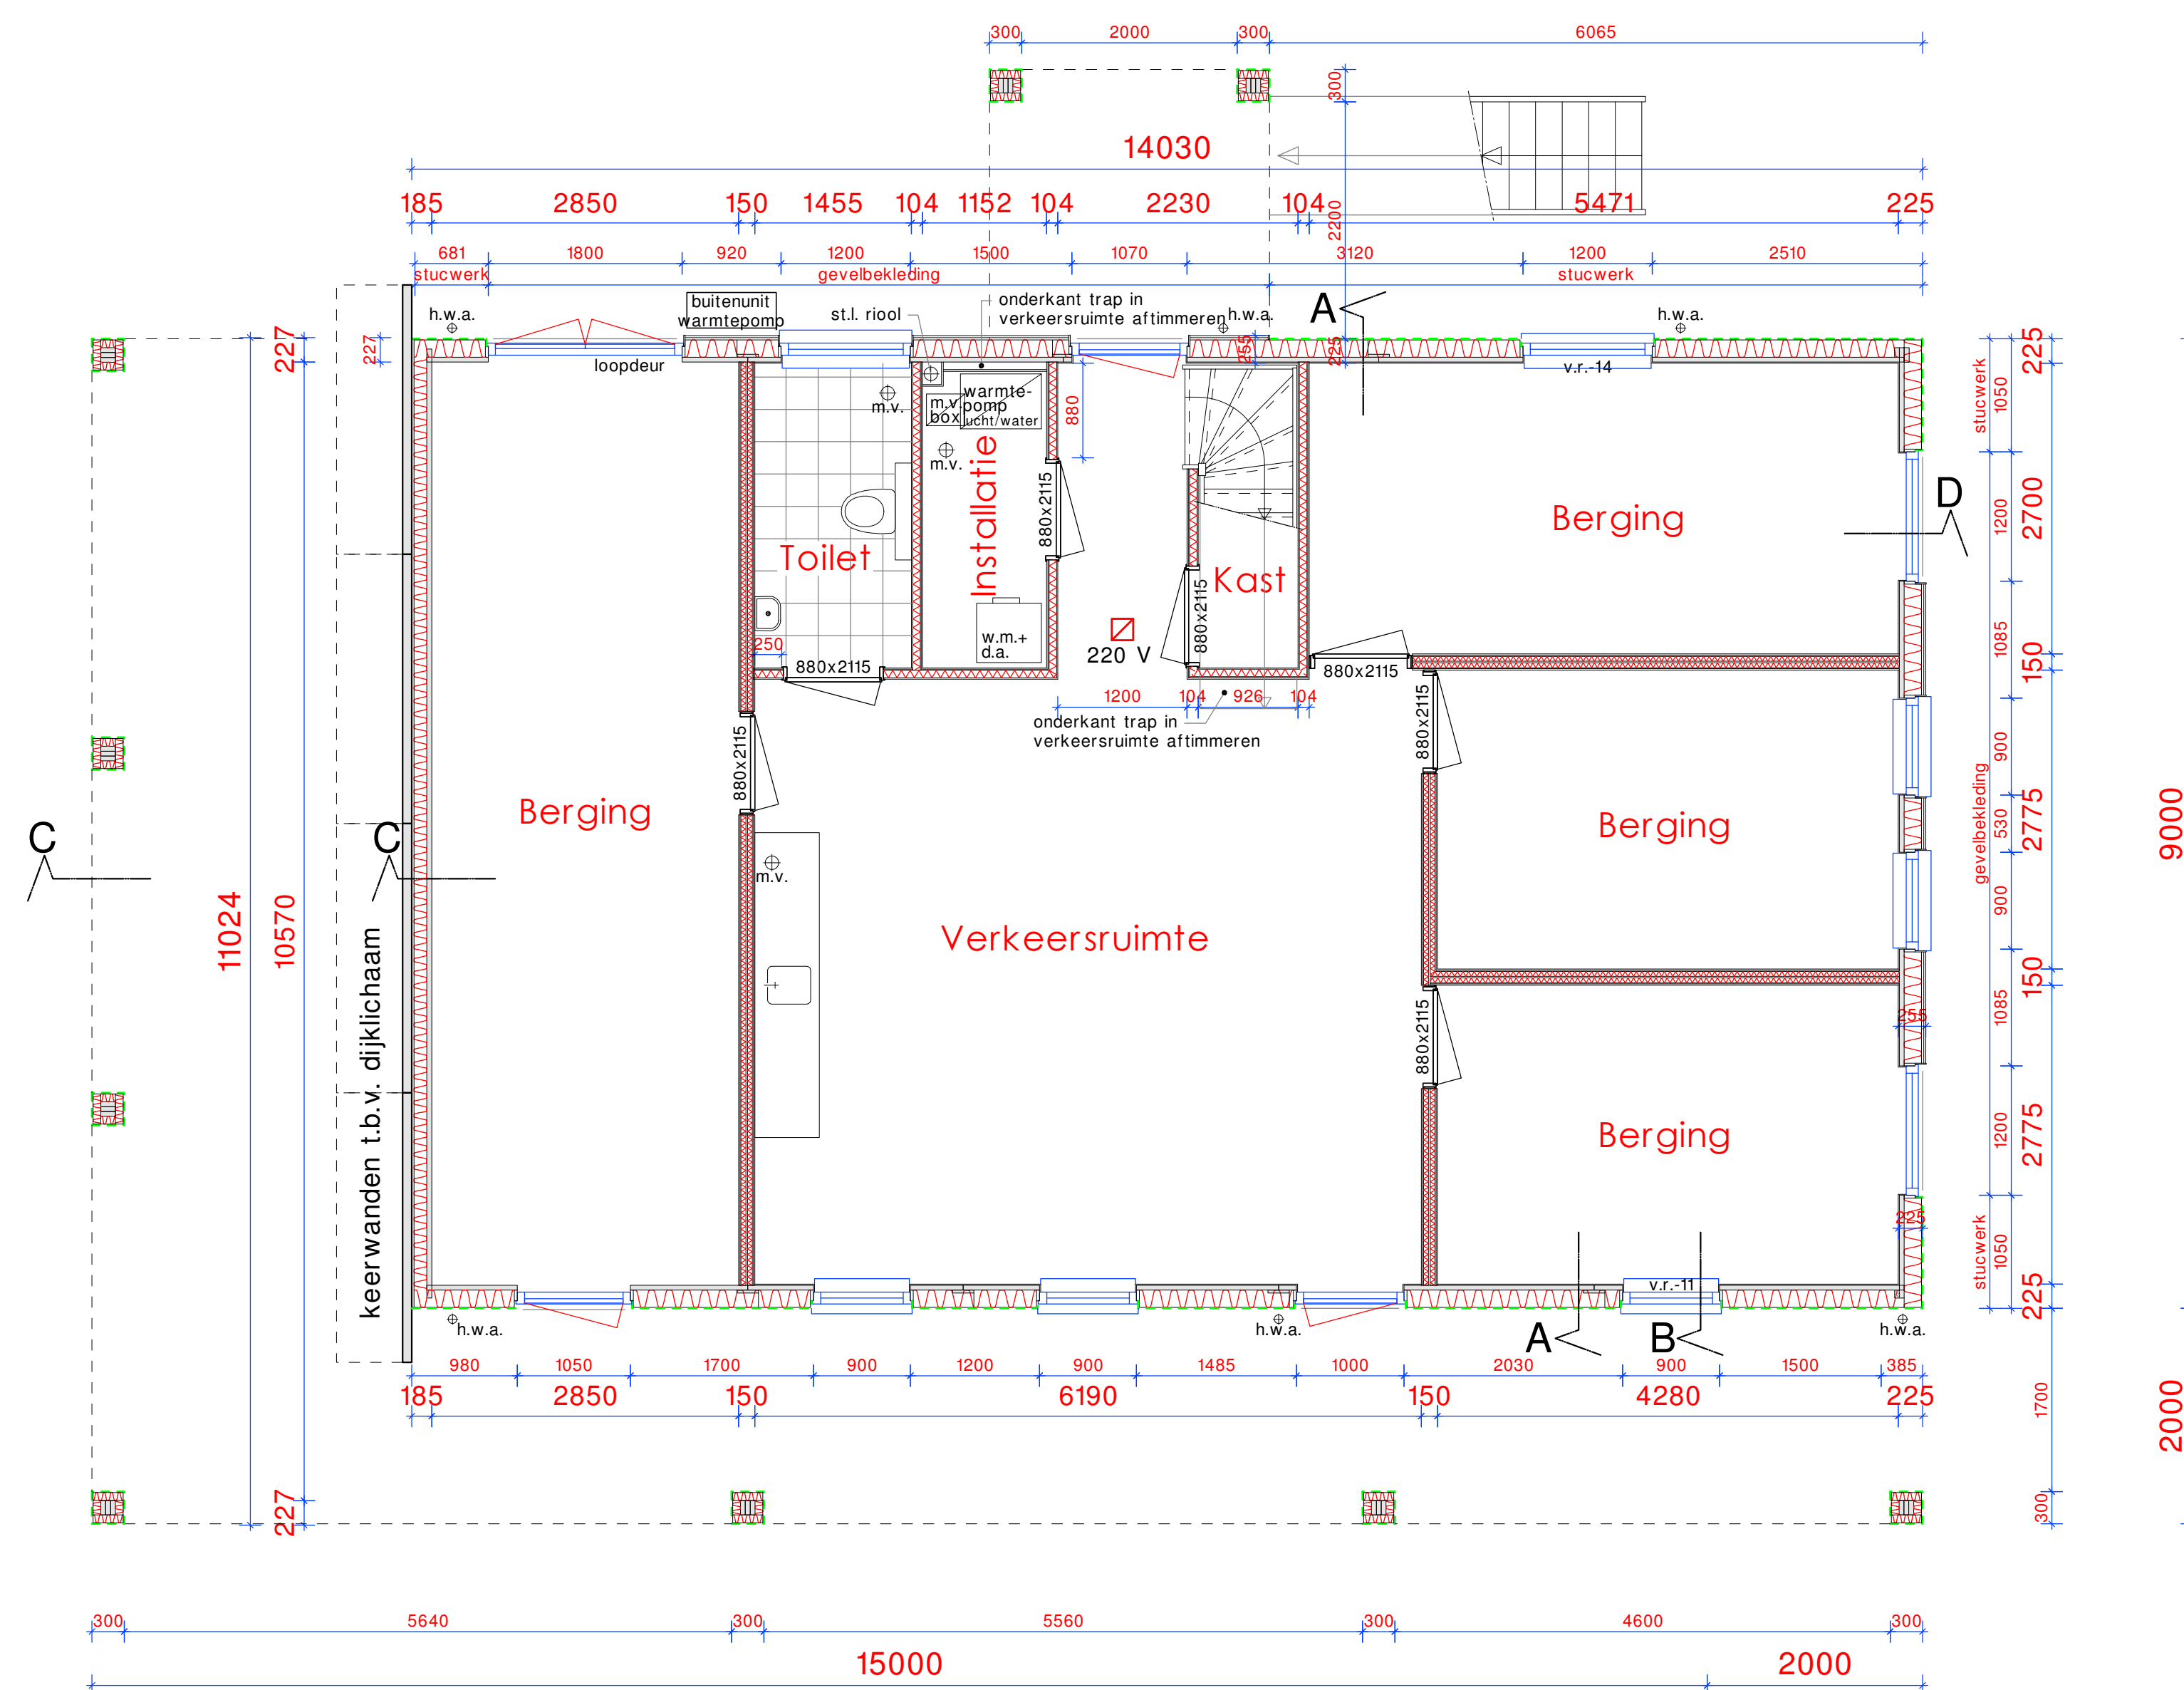 300 2000 300 6065
300
14030
185 2850 150 1455 104 1152 104 2230 104 5471 225
2200
681 1800 920 1200 1500 1070 3120 1200 2510
stucwerk gevelbekleding stucwerk
buitenunit
warmtepomp
st.l. riool
onderkant trap in
verkeersruimte aftimmeren
h.w.a.
h.w.a.
h.w.a.
A
227
227
loopdeur
255
225
v.r.-14
225
stucwerk
1050
m.v.
m.v.
box
warmte-
pomp
lucht/water
m.v.
880
Installatie
880x2115
Toilet
Kast
880x2115
Berging
D
1200
2700
w.m.+
d.a.
220 V
250
880x2115
880x2115
1085
150
1200 104 926 104
onderkant trap in
verkeersruimte aftimmeren
880x2115
880x2115
900
gevelbekleding
Berging
Berging
530
2775
9000
C
C
m.v.
Verkeersruimte
900
11024
10570
keerwanden t.b.v. dijklichaam
150
1085
255
880x2115
Berging
1200
2775
225
stucwerk
1050
225
v.r.-11
h.w.a.
h.w.a.
h.w.a.
A
B
980 1050 1700 900 1200 900 1485 1000 2030 900 1500 385
185 2850 150 6190 150 4280 225
1700
2000
227
300
300 5640 300 5560 300 4600 300
15000 2000